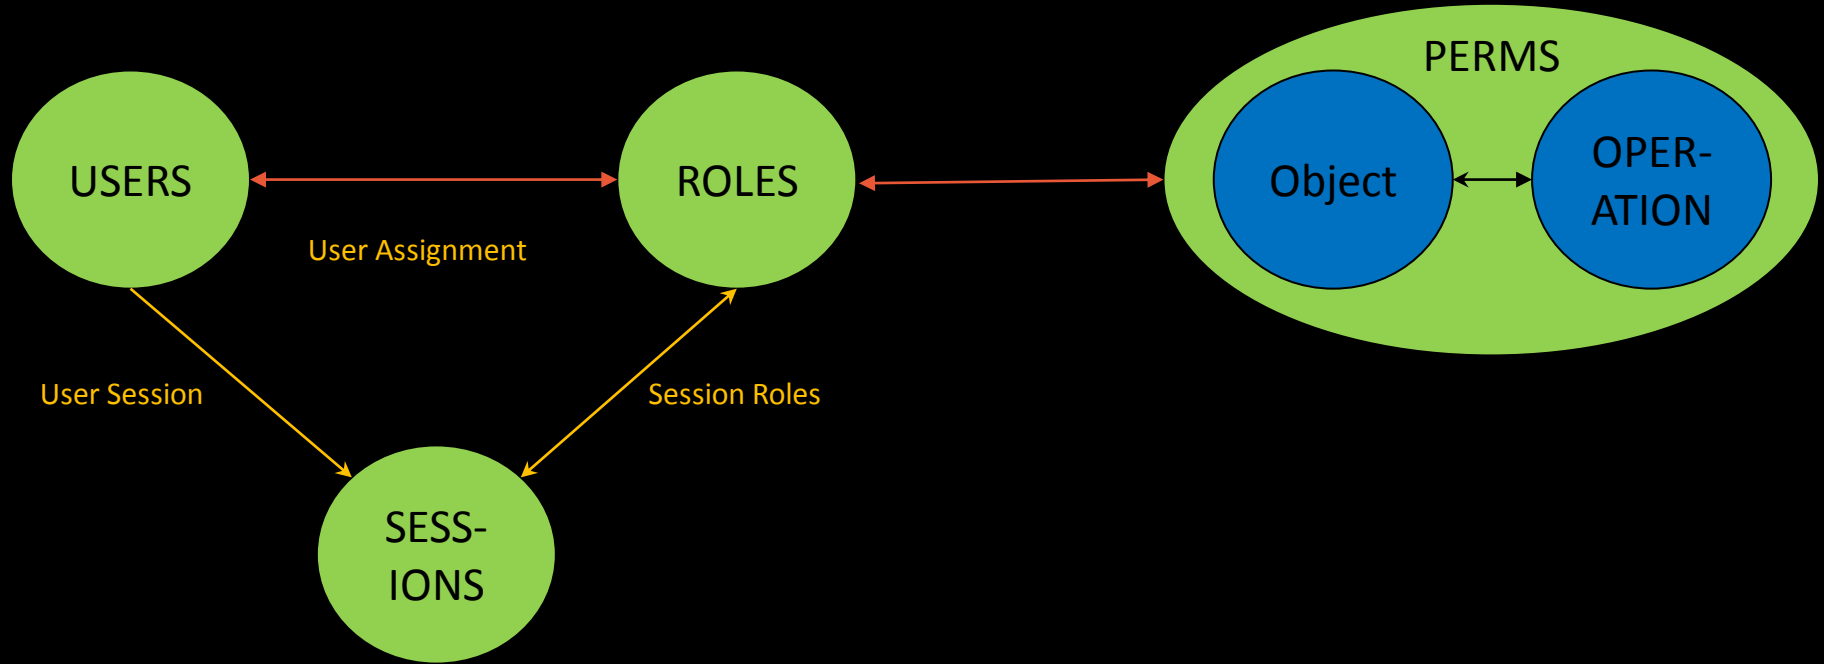 PERMS
USERS
ROLES
Object
OPER-
ATION
User Assignment
User Session
Session Roles
SESS-
IONS